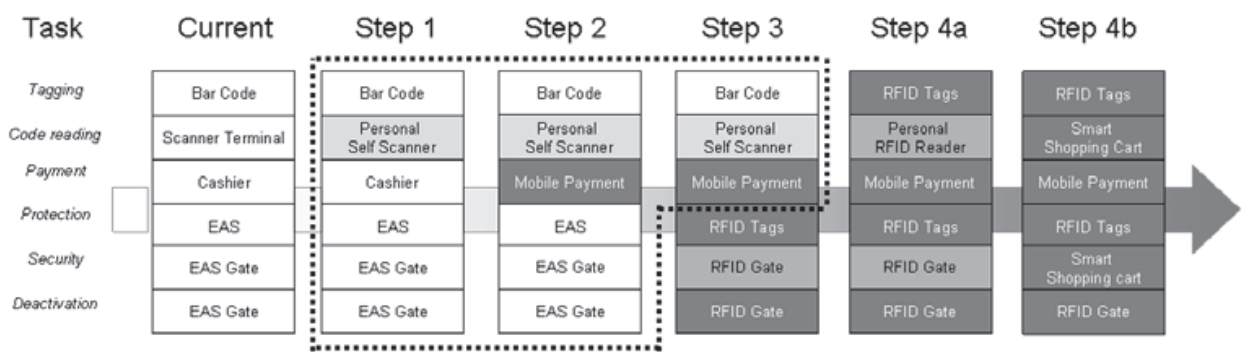 Task Current Step 1 Step 2 Step 3 Step 4a Step 4b
Tagging Bar Code Bar Code Bar Code Bar Code RFID Tags RFID Tags
Code reading Scanner Terminal Personal Self Scanner Personal Self Scanner Personal Self Scanner Personal RFID Reader Smart Shopping Cart
Payment Cashier Cashier Mobile Payment Mobile Payment Mobile Payment Mobile Payment
Protection EAS EAS EAS RFID Tags RFID Tags RFID Tags
Security EAS Gate EAS Gate EAS Gate RFID Gate RFID Gate Smart Shopping cart
Deactivation EAS Gate EAS Gate EAS Gate RFID Gate RFID Gate RFID Gate